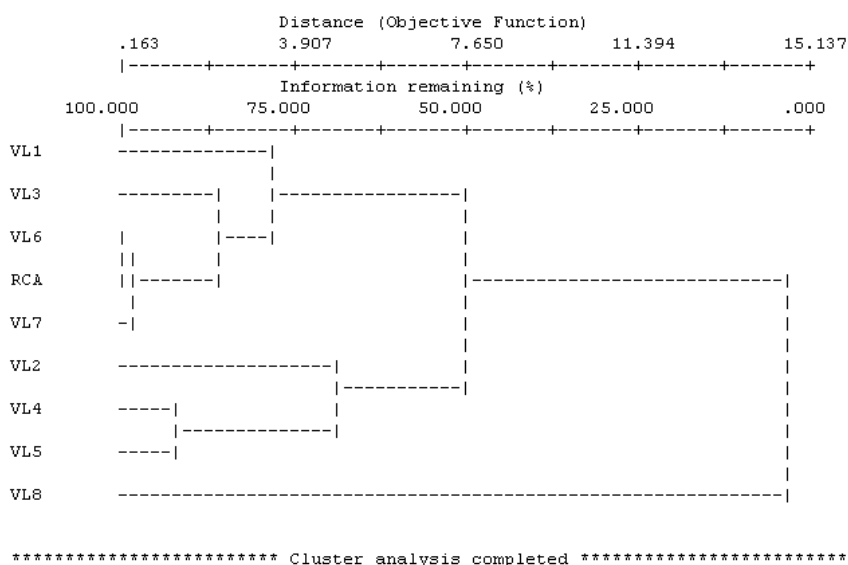 Distance (Objective Function)
.163 3.907 7.650 11.394 15.137
Information remaining (%)
100.000 75.000 50.000 25.000 .000
VL1
VL3
VL6
RCA
VL7
VL2
VL4
VL5
VL8
************************* Cluster analysis completed *************************